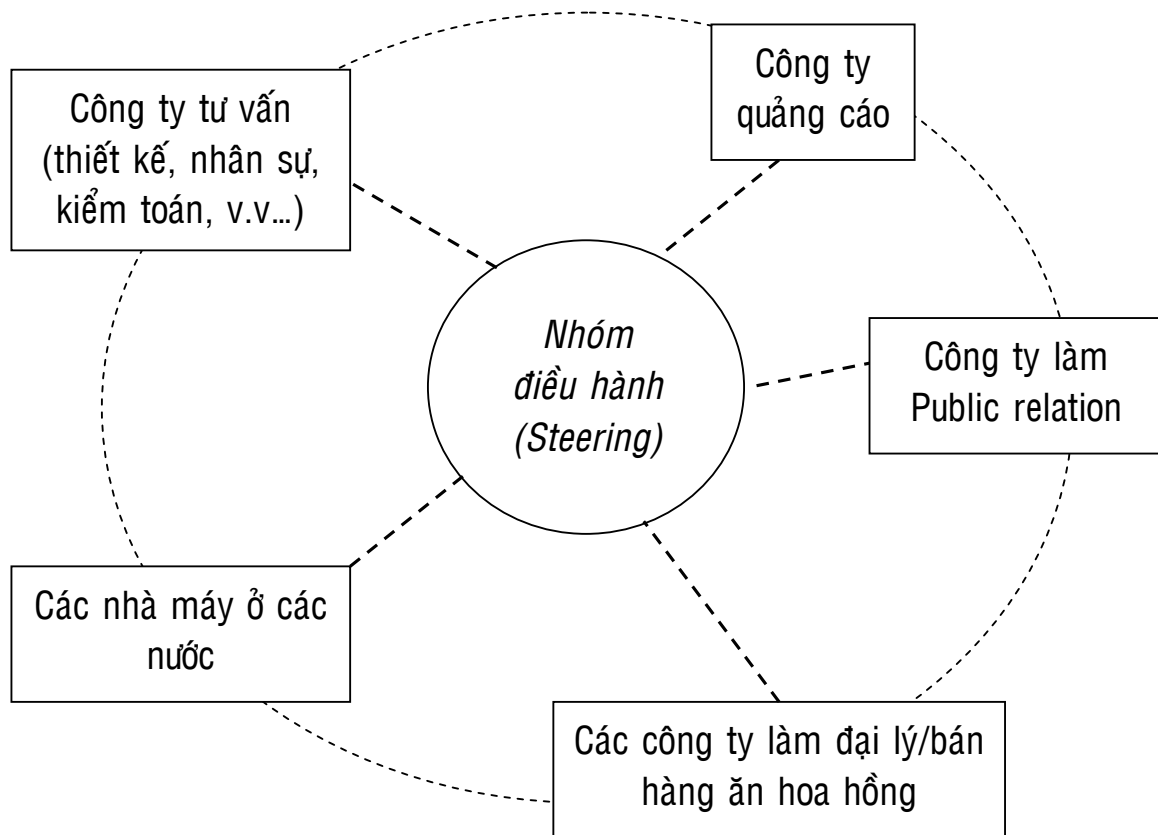 Công ty tư vấn
(thiết kế, nhân sự,
kiểm toán, v.v...)
Công ty
quảng cáo
Nhóm
điều hành
(Steering)
Công ty làm
Public relation
Các nhà máy ở các
nước
Các công ty làm đại lý/bán
hàng ăn hoa hồng